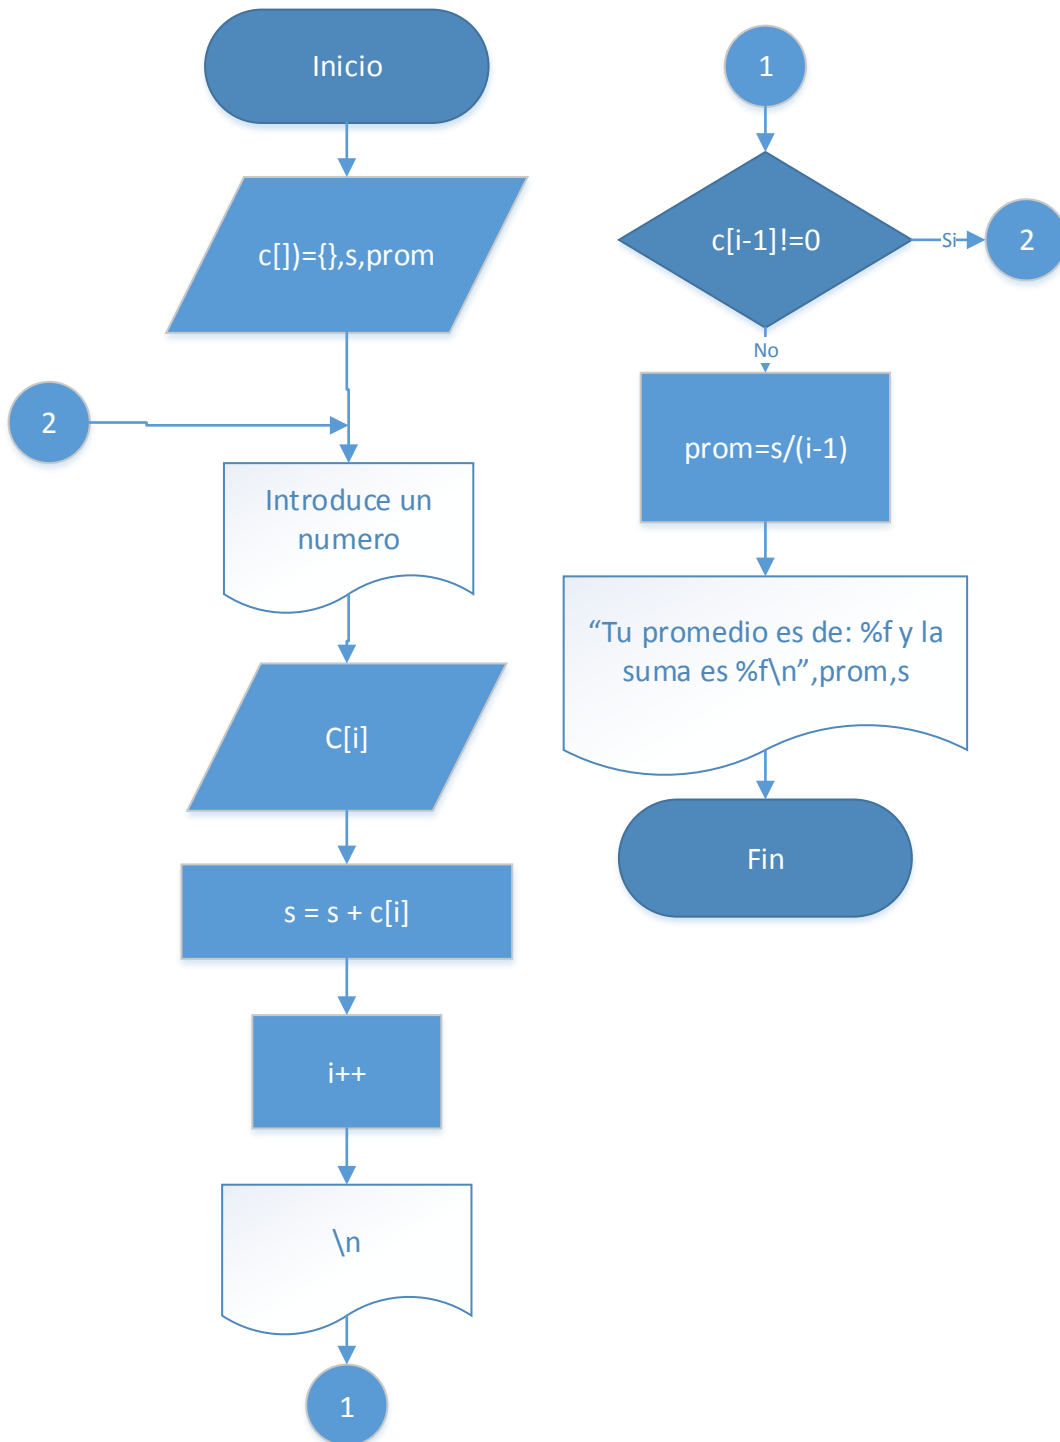 Inicio
c[])={},s,prom
2
Introduce un
numero
C[i]
s = s + c[i]
i++
\n
1
1
c[i-1]!=0
Si
2
No
prom=s/(i-1)
“Tu promedio es de: %f y la
suma es %f\n”,prom,s
Fin